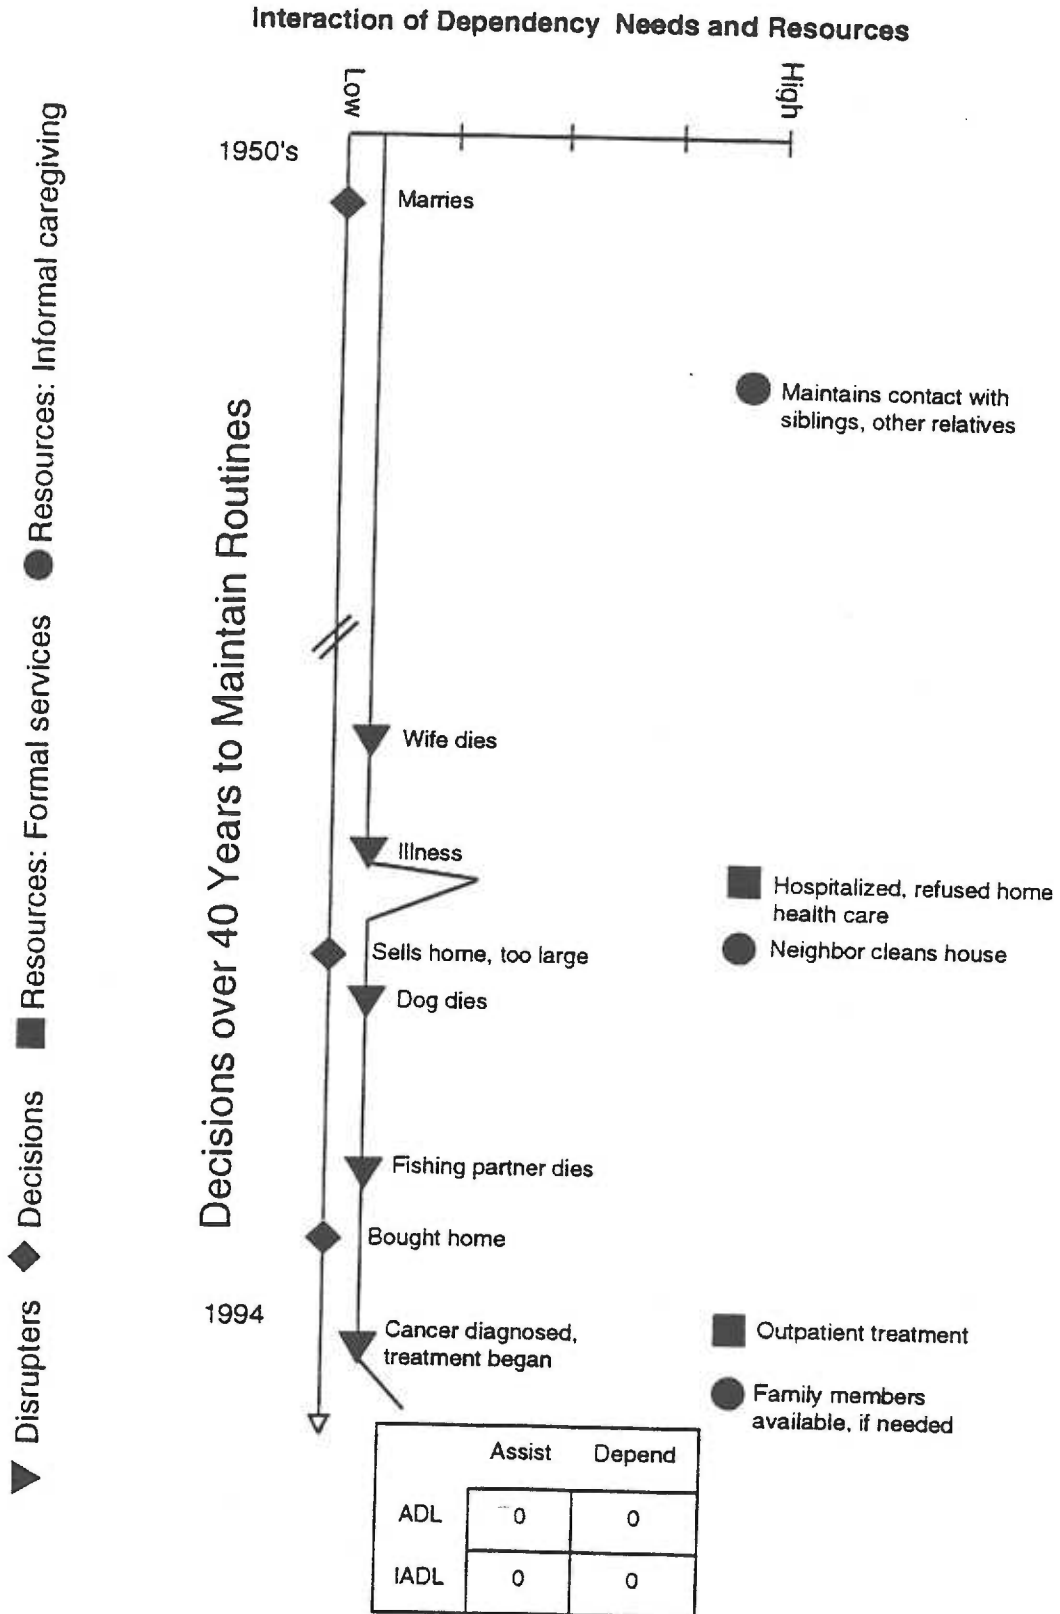 Interaction of Dependency Needs and Resources
Low
High
1950's
Marries
Maintains contact with
siblings, other relatives
Wife dies
Illness
Hospitalized, refused home
health care
Neighbor cleans house
Sells home, too large
Dog dies
Fishing partner dies
Bought home
1994
Cancer diagnosed,
treatment began
Outpatient treatment
Family members
available, if needed
Assist Depend
ADL 0 0
IADL 0 0
Decisions over 40 Years to Maintain Routines
Disrupters
Decisions
Resources: Formal services
Resources: Informal caregiving